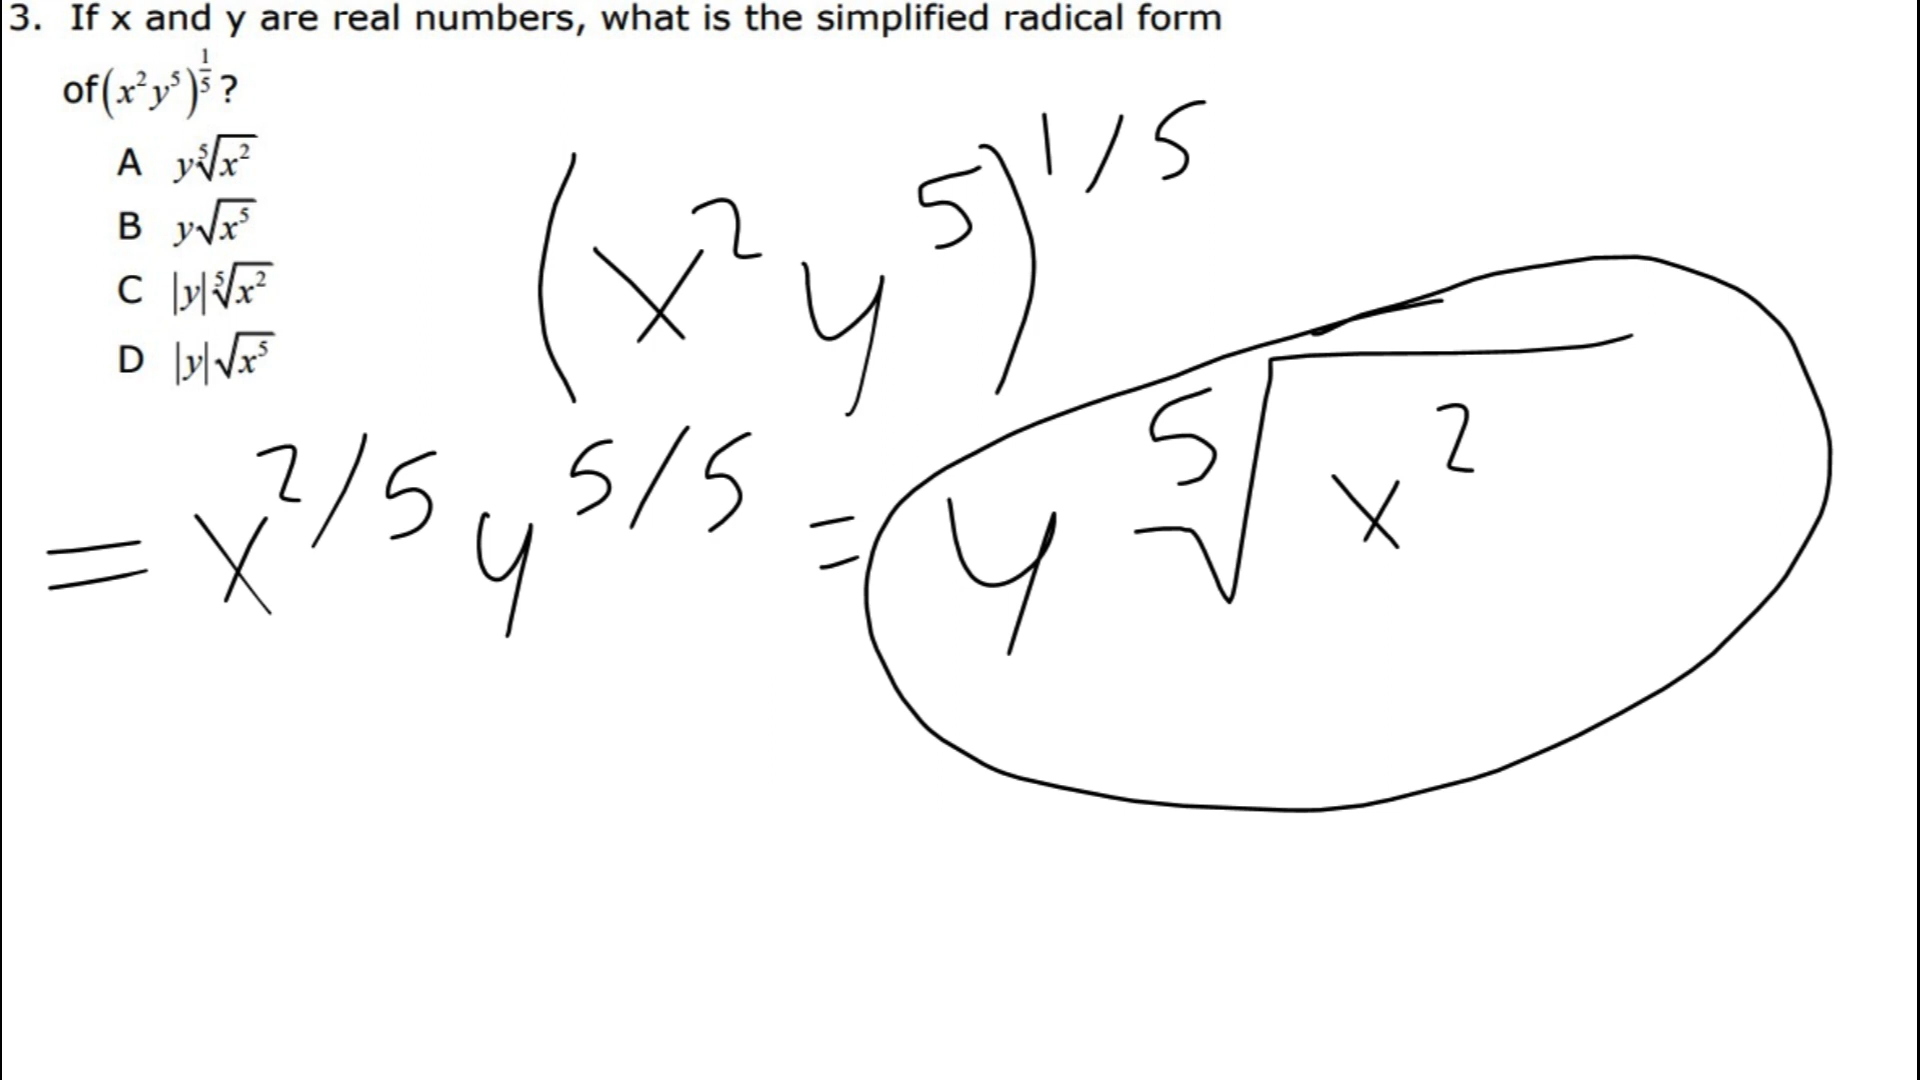 3. If x and y are real numbers, what is the simplified radical form
of (x²y⁵)^(1/5) ?
A y⁵√x²
B y√x⁵
C |y|⁵√x²
D |y|√x⁵
(x²y⁵)^1/5
= x^2/5 y^5/5 = y ⁵√x²